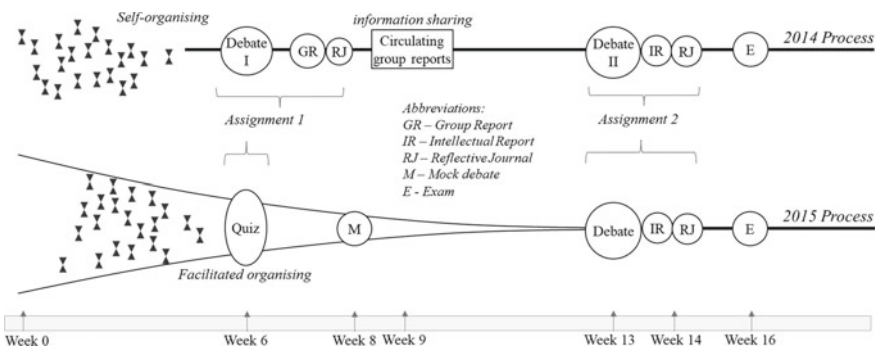 Self-organising
information sharing
Debate
I
GR
RJ
Circulating
group reports
Debate
II
IR
RJ
E
2014 Process
Assignment 1
Abbreviations:
GR – Group Report
IR – Intellectual Report
RJ – Reflective Journal
M – Mock debate
E - Exam
Assignment 2
Quiz
M
Debate
IR
RJ
E
2015 Process
Facilitated organising
Week 0
Week 6
Week 8
Week 9
Week 13
Week 14
Week 16